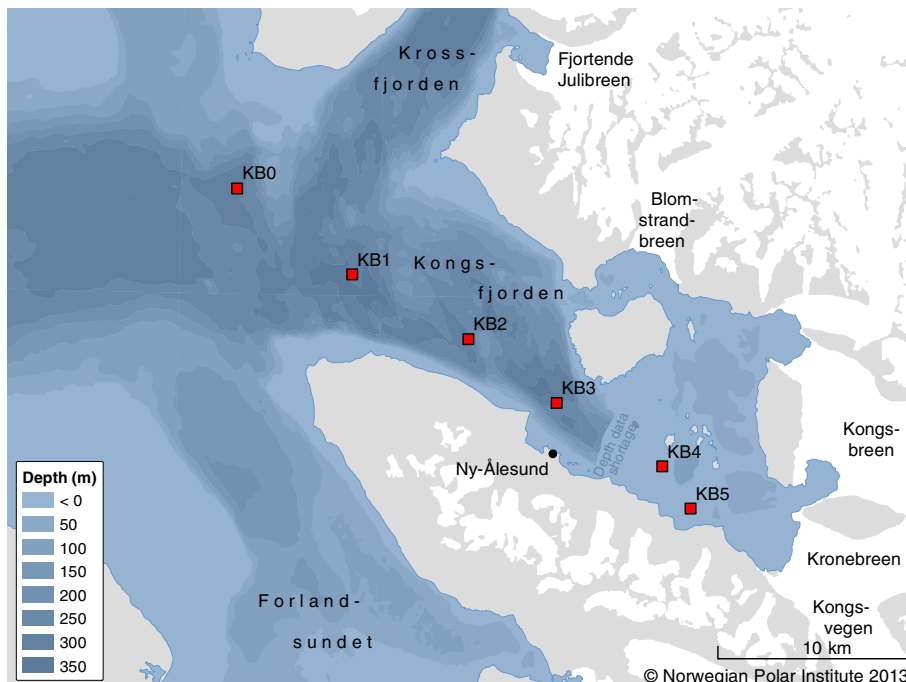 Kross-
fjorden
Fjortende
Julibreen
KB0
Blom-
strand-
breen
KB1
Kongs-
fjorden
KB2
KB3
Depth data
shortage
Kongs-
breen
KB4
Ny-Ålesund
KB5
Depth (m)
< 0
50
100
150
200
250
300
350
Kronebreen
Forland-
sundet
Kongs-
vegen
10 km
© Norwegian Polar Institute 2013